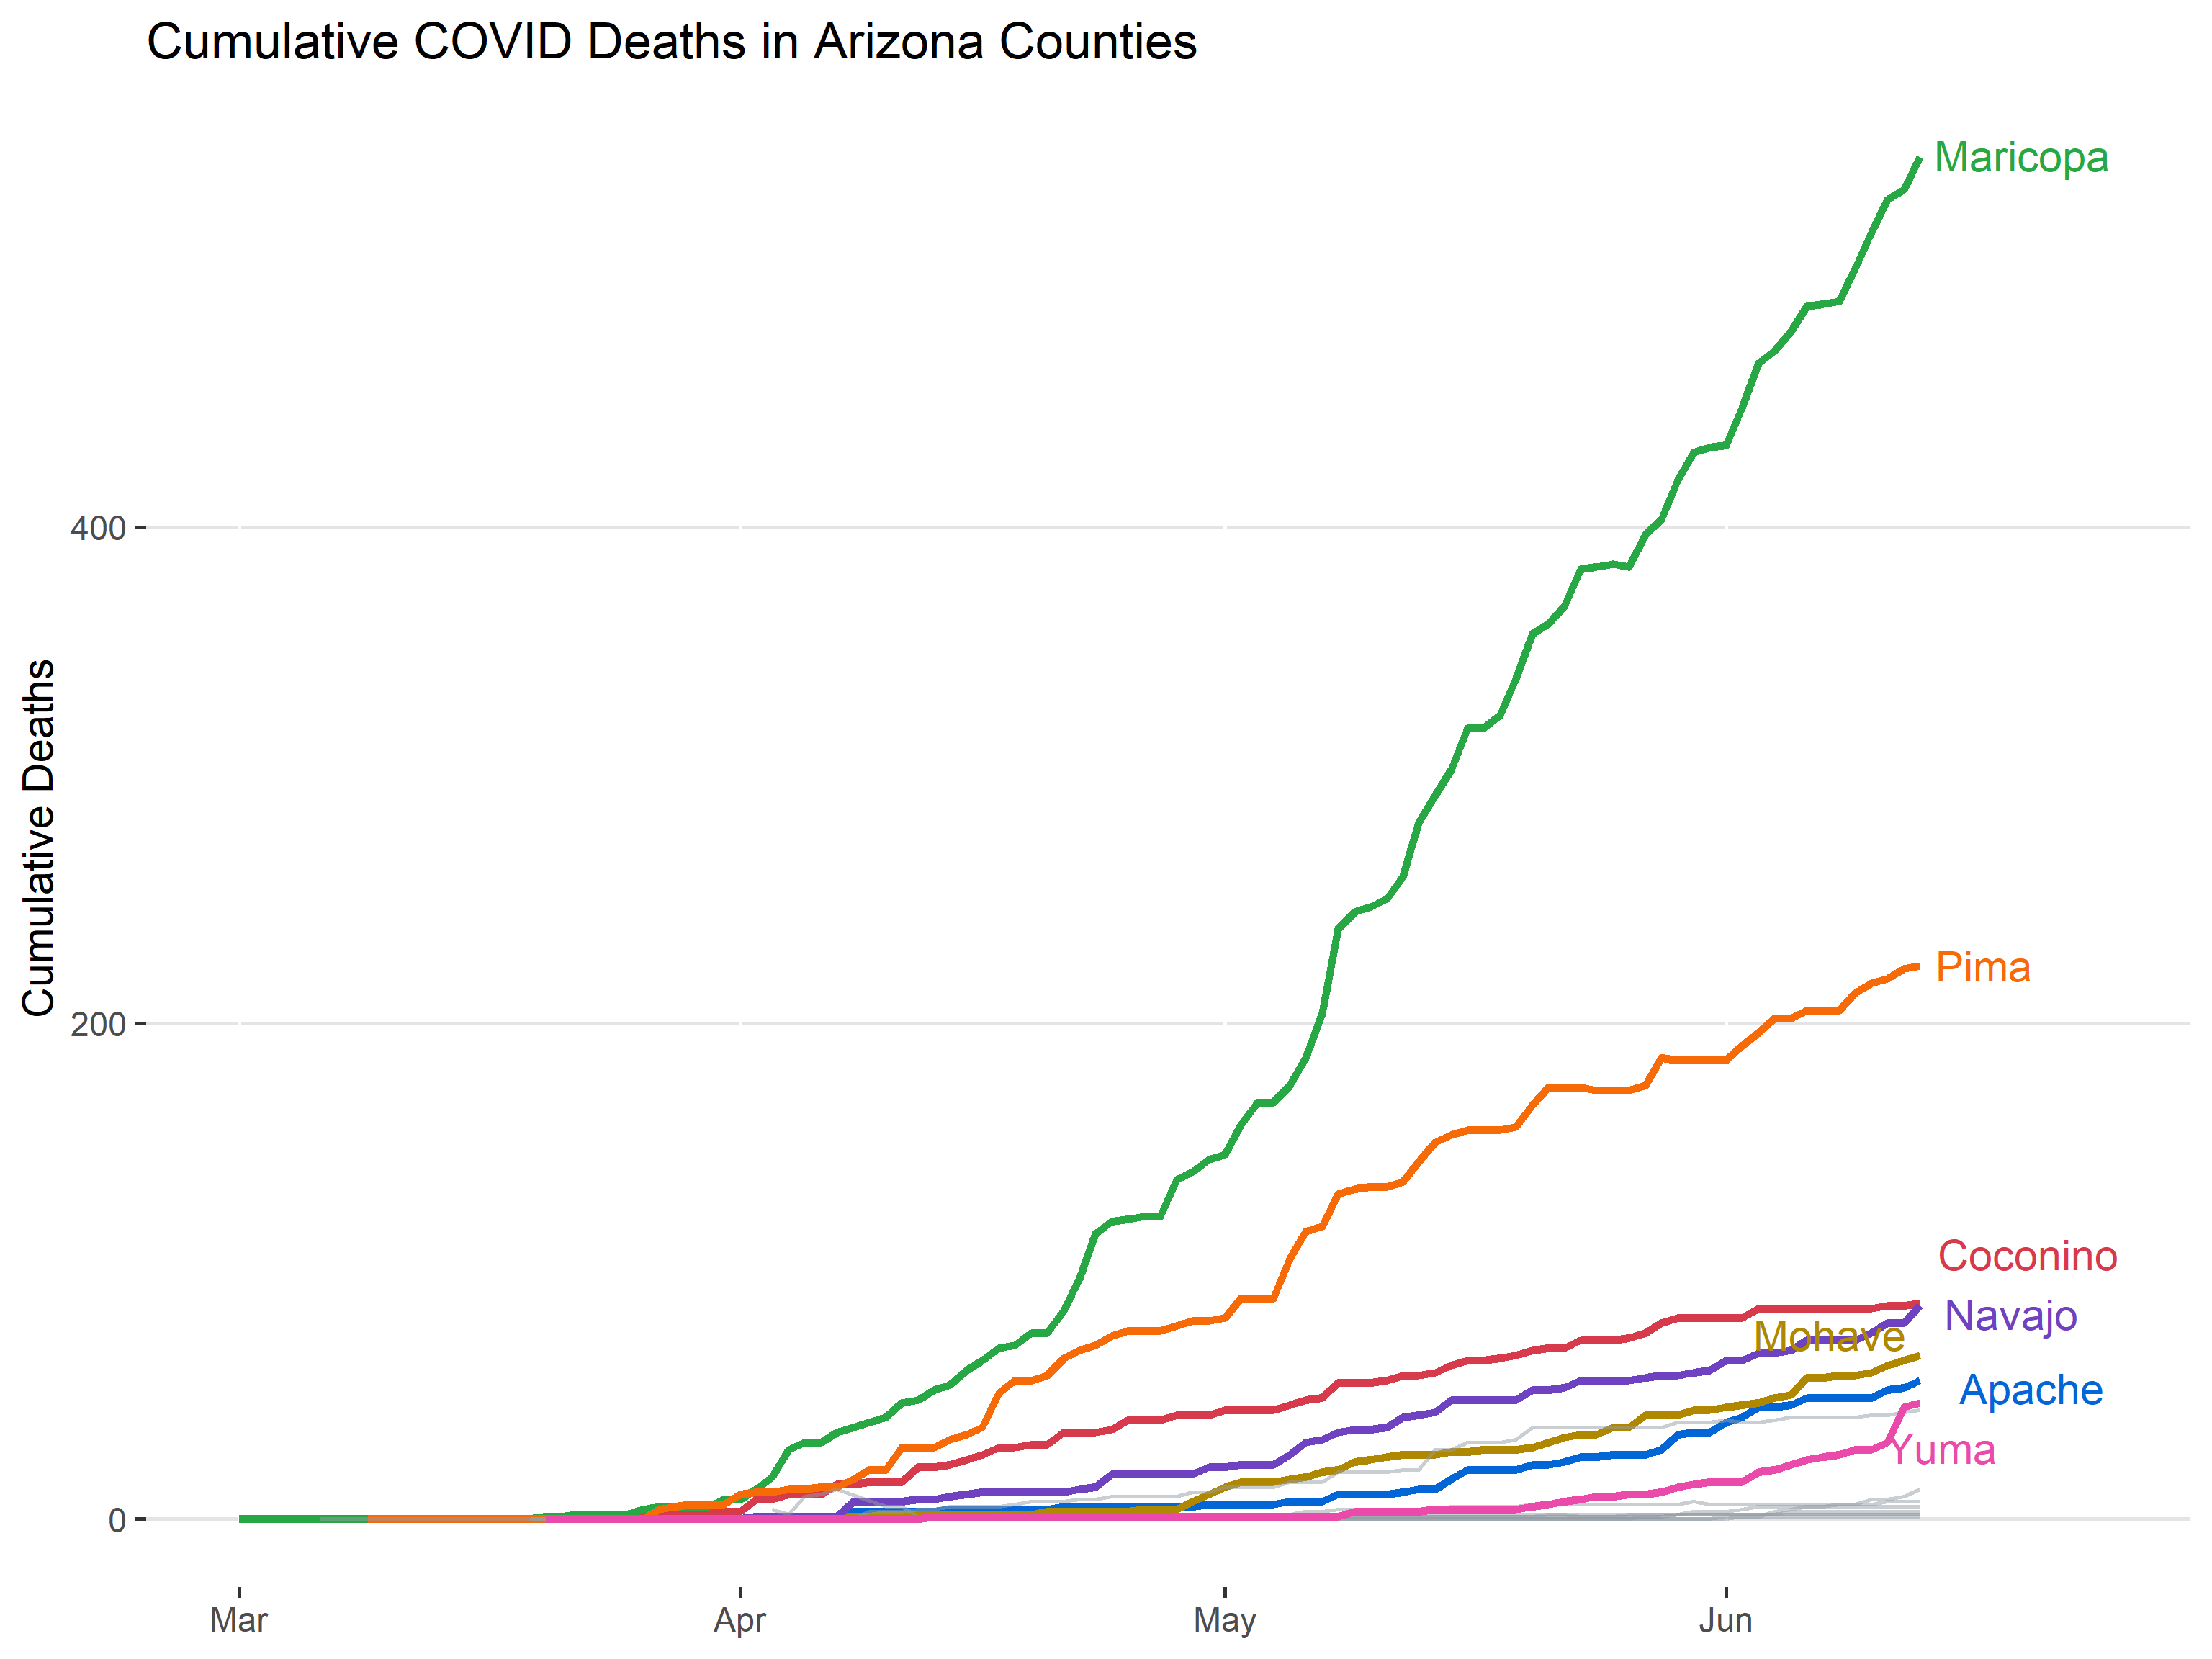 Cumulative COVID Deaths in Arizona Counties
Maricopa
400
Cumulative Deaths
Pima
200
Coconino
Navajo
Mohave
Apache
Yuma
0
Mar
Apr
May
Jun